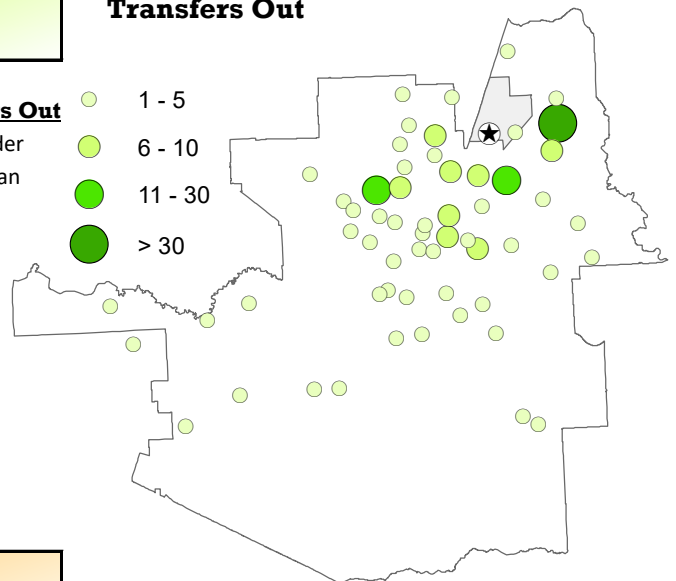 Transfers Out
s Out
der
an
1 - 5
6 - 10
11 - 30
> 30